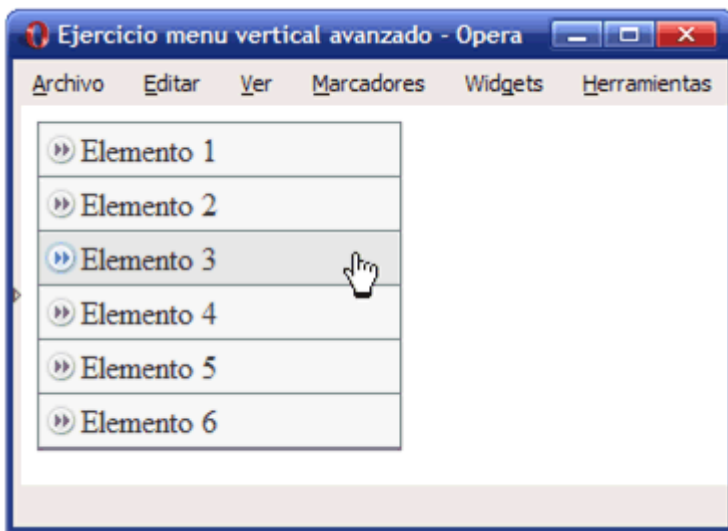 Ejercicio menu vertical avanzado - Opera
Archivo Editar Ver Marcadores Widgets Herramientas
Elemento 1
Elemento 2
Elemento 3
Elemento 4
Elemento 5
Elemento 6